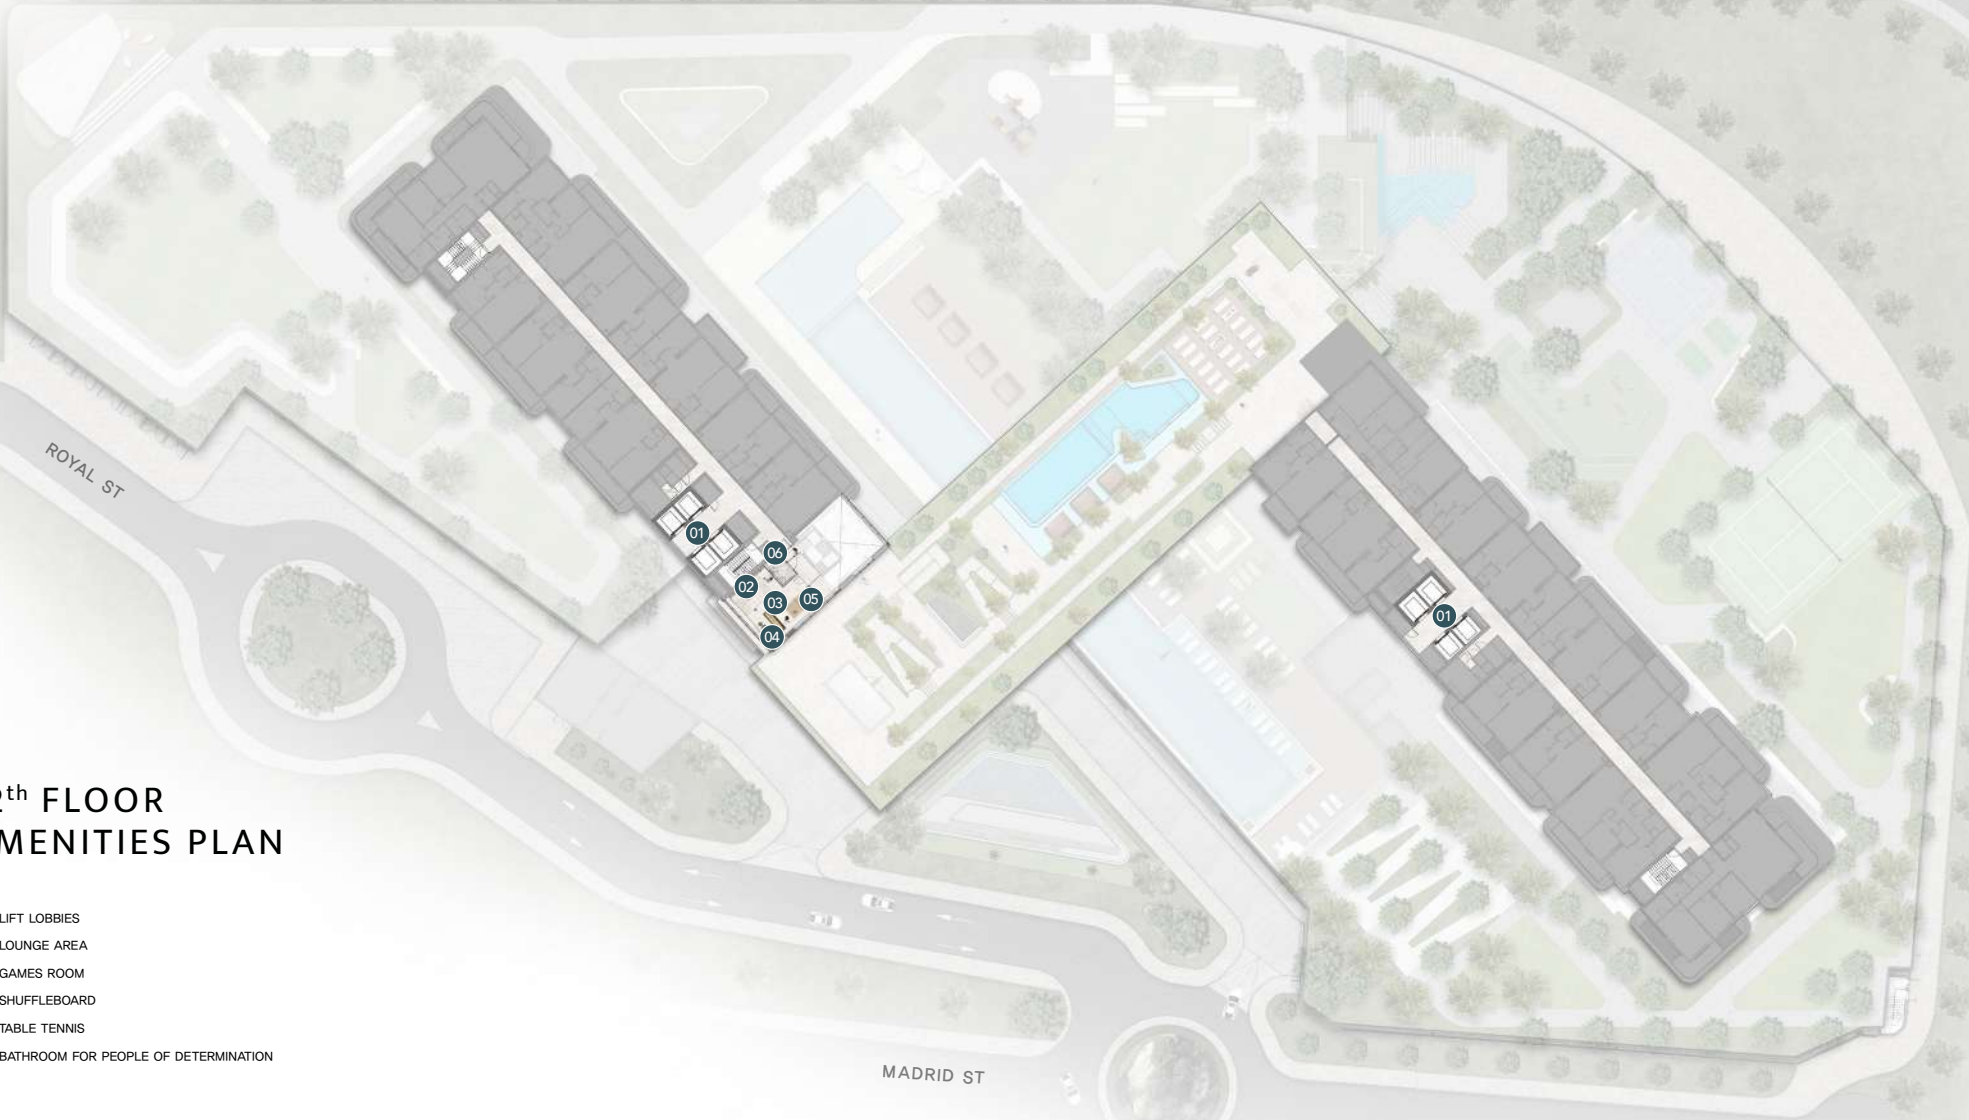 ROYAL ST
01
06
02
03
05
04
01
2th FLOOR
MENITIES PLAN
LIFT LOBBIES
LOUNGE AREA
GAMES ROOM
SHUFFLEBOARD
TABLE TENNIS
BATHROOM FOR PEOPLE OF DETERMINATION
MADRID ST